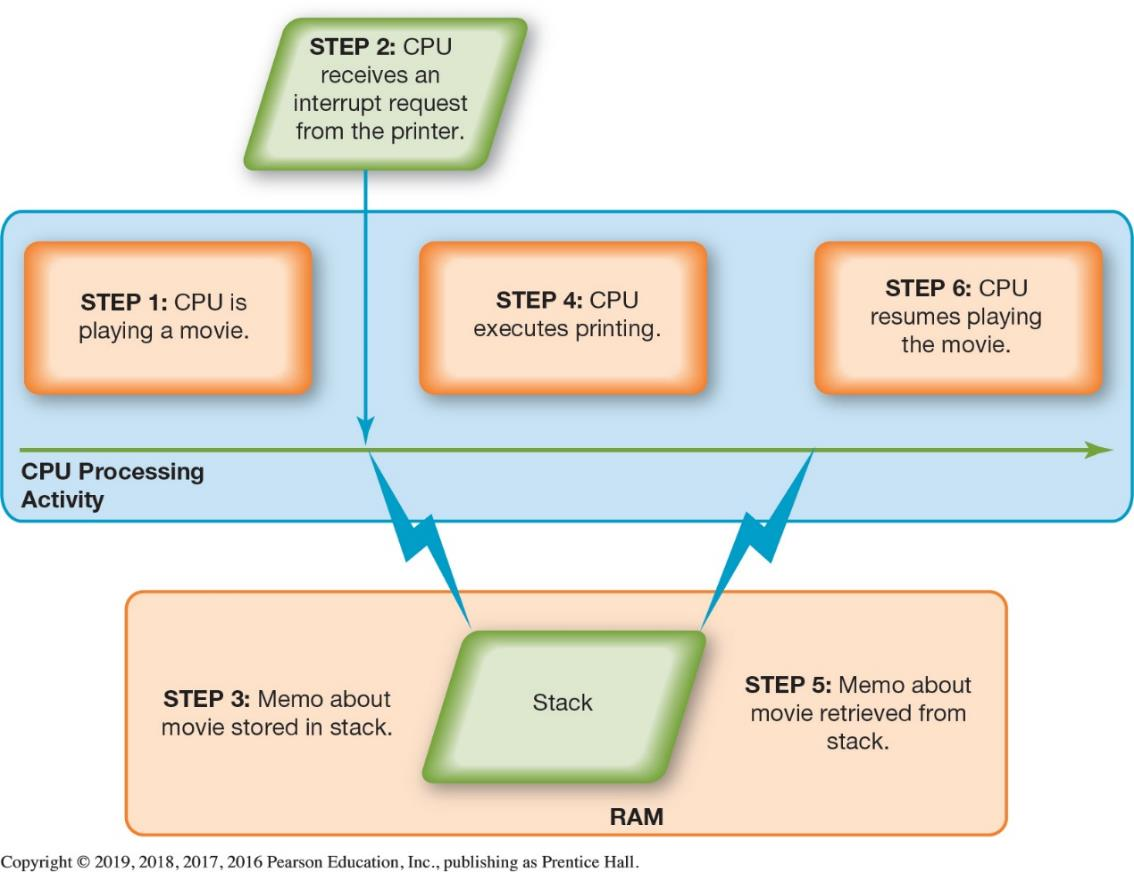 STEP 2: CPU
receives an
interrupt request
from the printer.
STEP 1: CPU is
playing a movie.
STEP 4: CPU
executes printing.
STEP 6: CPU
resumes playing
the movie.
CPU Processing
Activity
STEP 3: Memo about
movie stored in stack.
Stack
STEP 5: Memo about
movie retrieved from
stack.
RAM
Copyright © 2019, 2018, 2017, 2016 Pearson Education, Inc., publishing as Prentice Hall.